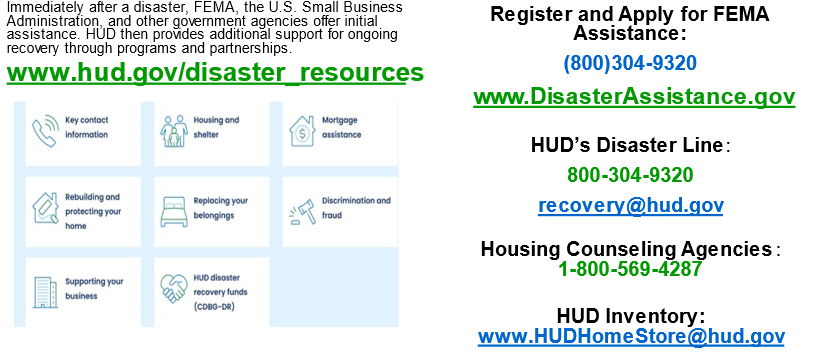 Immediately after a disaster, FEMA, the U.S. Small Business
Administration, and other government agencies offer initial
assistance. HUD then provides additional support for ongoing
recovery through programs and partnerships.
www.hud.gov/disaster_resources
Key contact
information
Housing and
shelter
Mortgage
assistance
Rebuilding and
protecting your
home
Replacing your
belongings
Discrimination and
fraud
Supporting your
business
HUD disaster
recovery funds
(CDBG-DR)
Register and Apply for FEMA
Assistance:
(800)304-9320
www.DisasterAssistance.gov
HUD’s Disaster Line:
800-304-9320
recovery@hud.gov
Housing Counseling Agencies:
1-800-569-4287
HUD Inventory:
www.HUDHomeStore@hud.gov